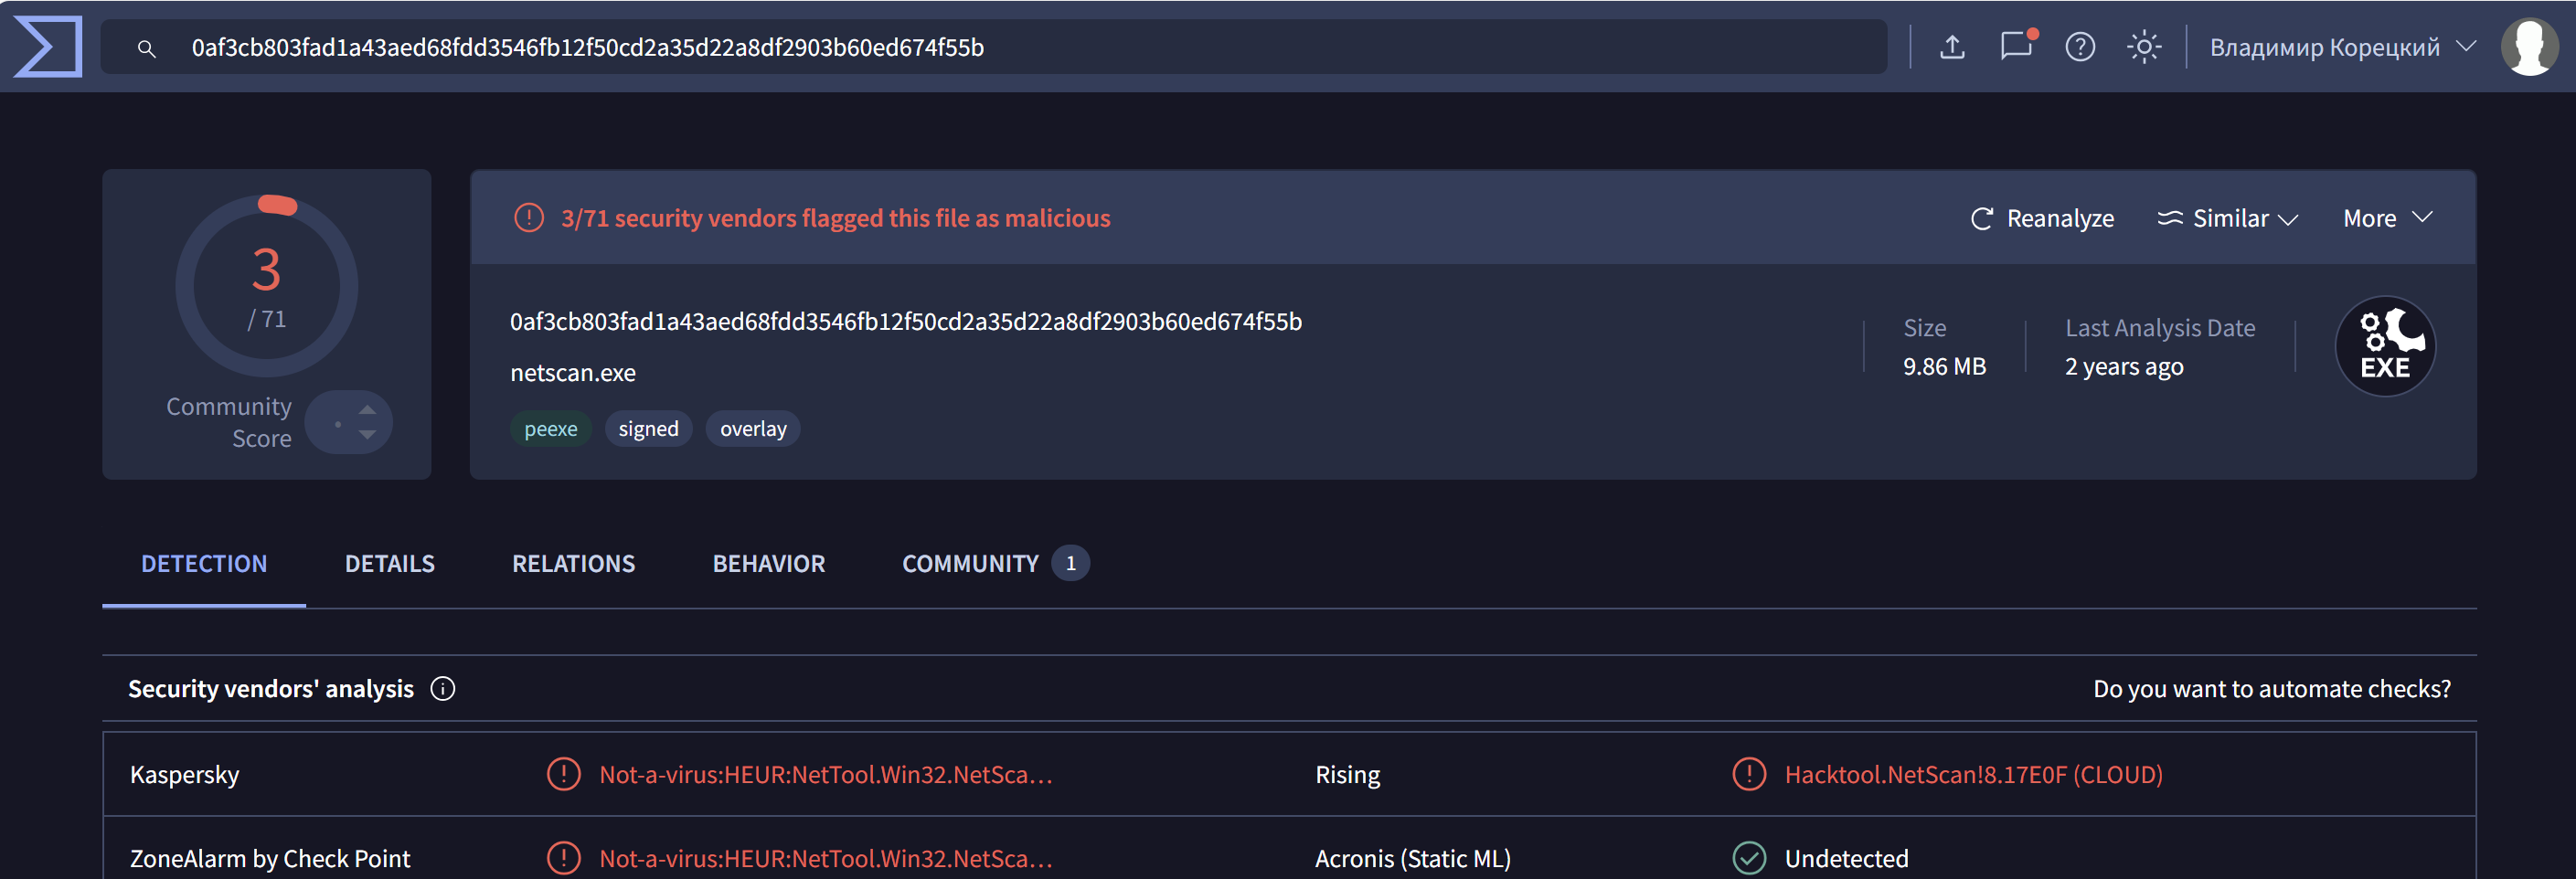 0af3cb803fad1a43aed68fdd3546fb12f50cd2a35d22a8df2903b60ed674f55b
Владимир Корецкий
3
/ 71
Community
Score
3/71 security vendors flagged this file as malicious
Reanalyze
Similar
More
0af3cb803fad1a43aed68fdd3546fb12f50cd2a35d22a8df2903b60ed674f55b
netscan.exe
peexe
signed
overlay
Size
9.86 MB
Last Analysis Date
2 years ago
EXE
DETECTION
DETAILS
RELATIONS
BEHAVIOR
COMMUNITY 1
Security vendors' analysis
Do you want to automate checks?
Kaspersky
Not-a-virus:HEUR:NetTool.Win32.NetSca…
Rising
Hacktool.NetScan!8.17E0F (CLOUD)
ZoneAlarm by Check Point
Not-a-virus:HEUR:NetTool.Win32.NetSca…
Acronis (Static ML)
Undetected